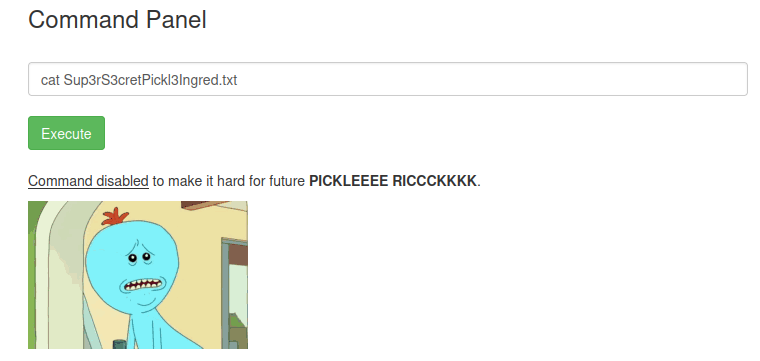 Command Panel
cat Sup3rS3cretPickl3Ingred.txt
Execute
Command disabled to make it hard for future PICKLEEEE RICCCKKKK.